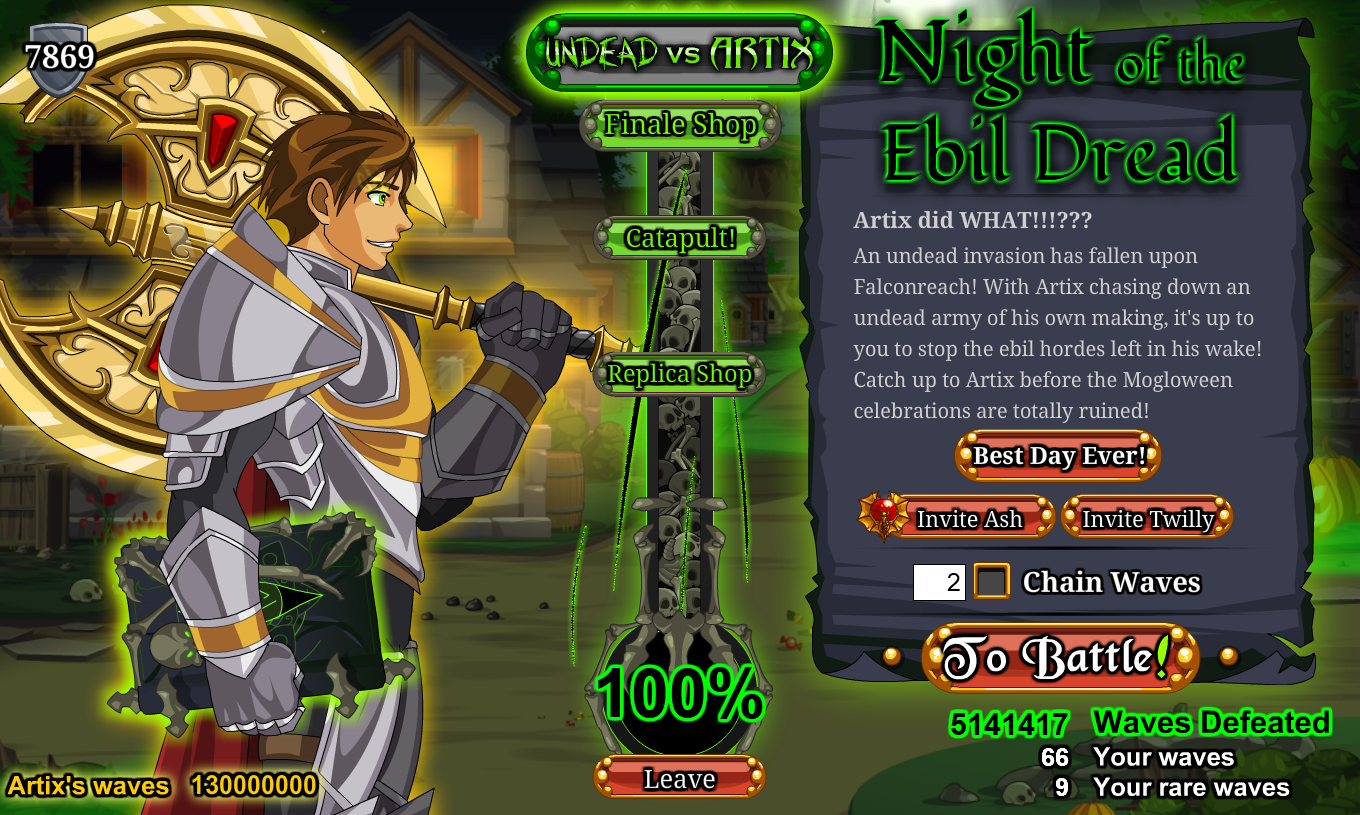 7869
UNDEAD vs ARTIX
Finale Shop
Catapult!
Replica Shop
100%
Leave
Night of the
Ebil Dread
Artix did WHAT!!!???
An undead invasion has fallen upon
Falconreach! With Artix chasing down an
undead army of his own making, it's up to
you to stop the ebil hordes left in his wake!
Catch up to Artix before the Mogloween
celebrations are totally ruined!
Best Day Ever!
Invite Ash Invite Twilly
2 Chain Waves
To Battle!
5141417 Waves Defeated
66 Your waves
9 Your rare waves
Artix's waves 130000000